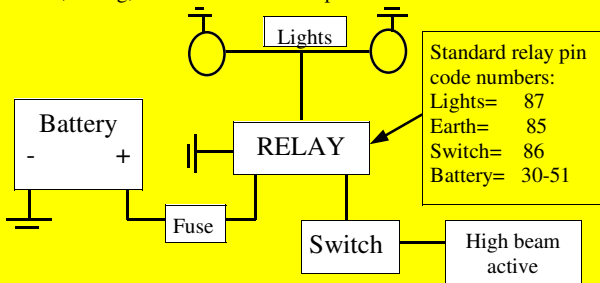 Lights
Standard relay pin
code numbers:
Lights= 87
Earth= 85
Switch= 86
Battery= 30-51
Battery
- +
RELAY
Fuse
Switch
High beam
active